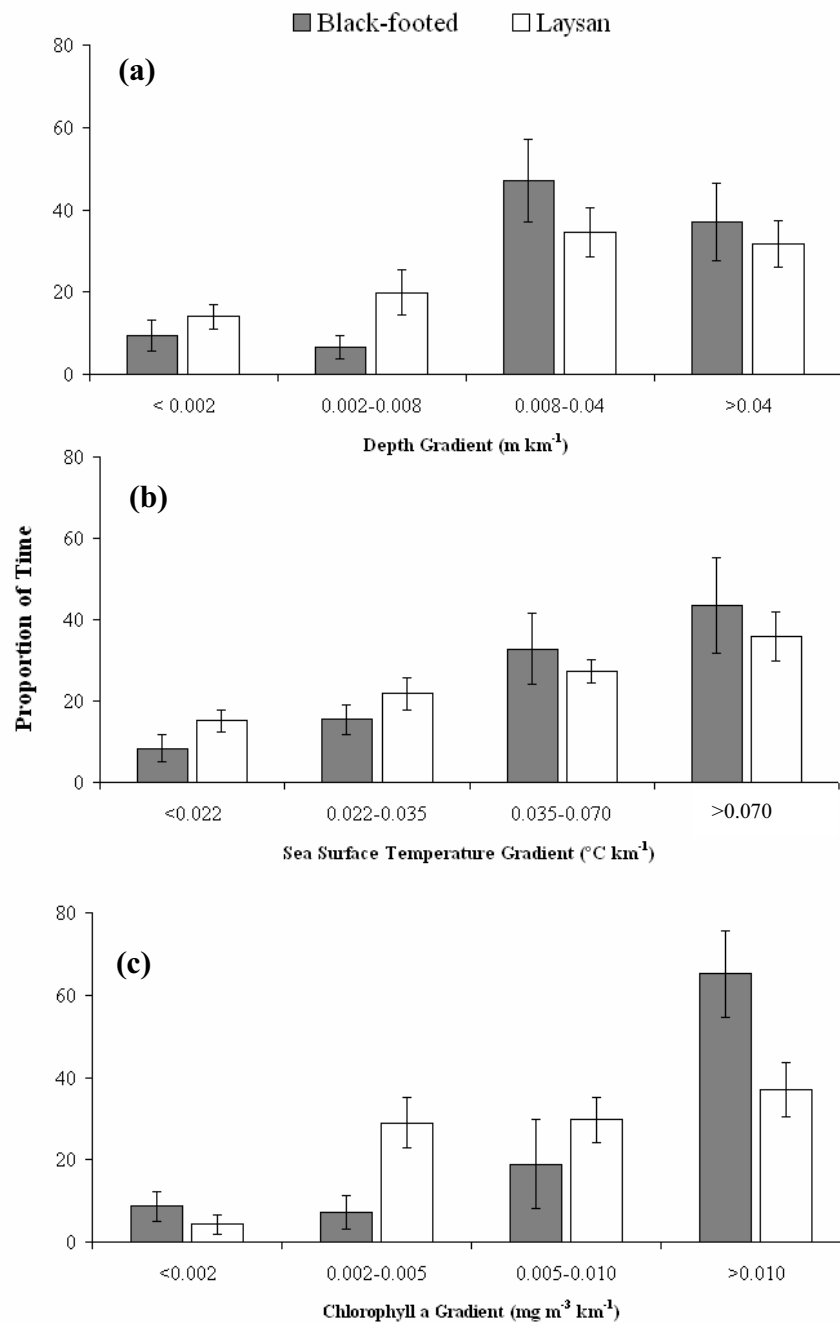 Black-footed Laysan
(a)
80
60
40
20
0
< 0.002 0.002-0.008 0.008-0.04 >0.04
Depth Gradient (m km⁻¹)
Proportion of Time
(b)
80
60
40
20
0
<0.022 0.022-0.035 0.035-0.070 >0.070
Sea Surface Temperature Gradient (°C km⁻¹)
(c)
80
60
40
20
0
<0.002 0.002-0.005 0.005-0.010 >0.010
Chlorophyll a Gradient (mg m⁻³ km⁻¹)